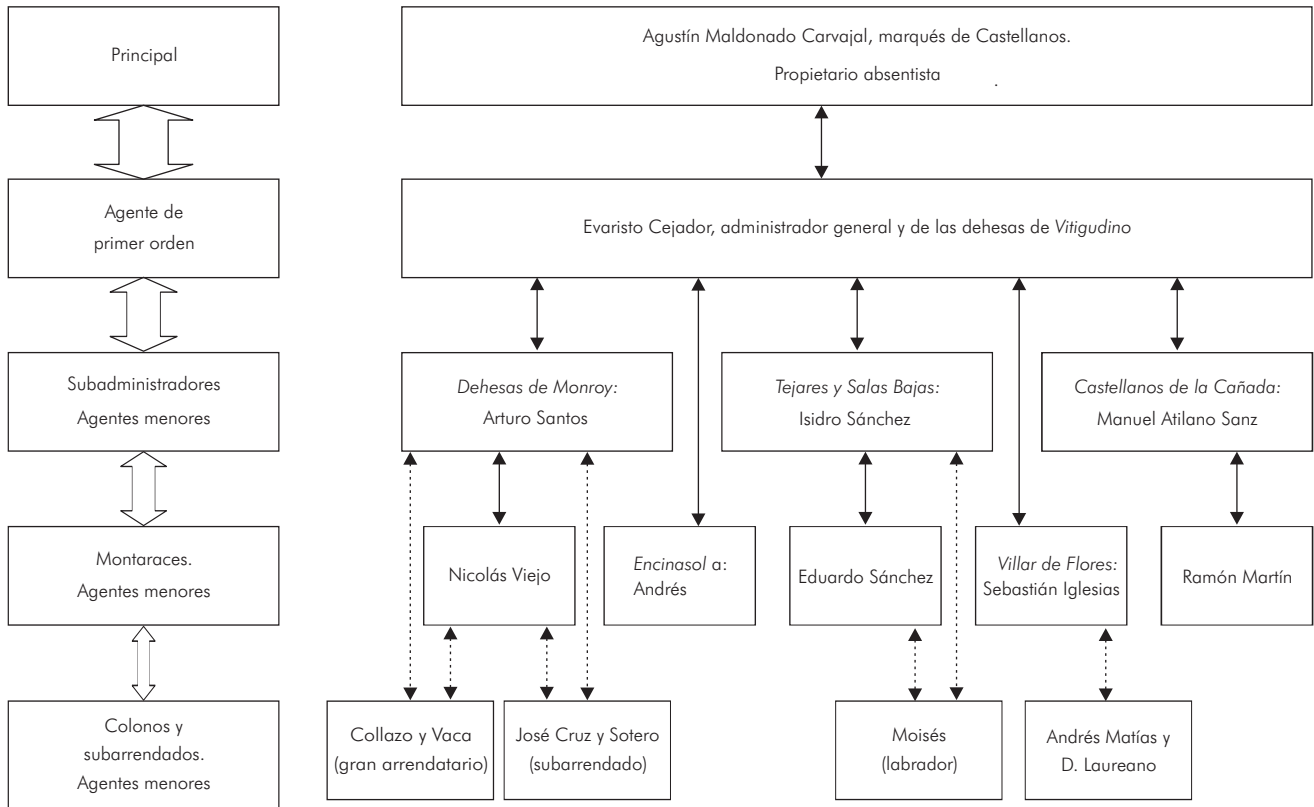 Principal
Agustín Maldonado Carvajal, marqués de Castellanos.
Propietario absentista
.
Agente de
primer orden
Evaristo Cejador, administrador general y de las dehesas de Vitigudino
Subadministradores
Agentes menores
Dehesas de Monroy:
Arturo Santos
Tejares y Salas Bajas:
Isidro Sánchez
Castellanos de la Cañada:
Manuel Atilano Sanz
Montaraces.
Agentes menores
Nicolás Viejo
Encinasol a:
Andrés
Eduardo Sánchez
Villar de Flores:
Sebastián Iglesias
Ramón Martín
Colonos y
subarrendados.
Agentes menores
Collazo y Vaca
(gran arrendatario)
José Cruz y Sotero
(subarrendado)
Moisés
(labrador)
Andrés Matías y
D. Laureano